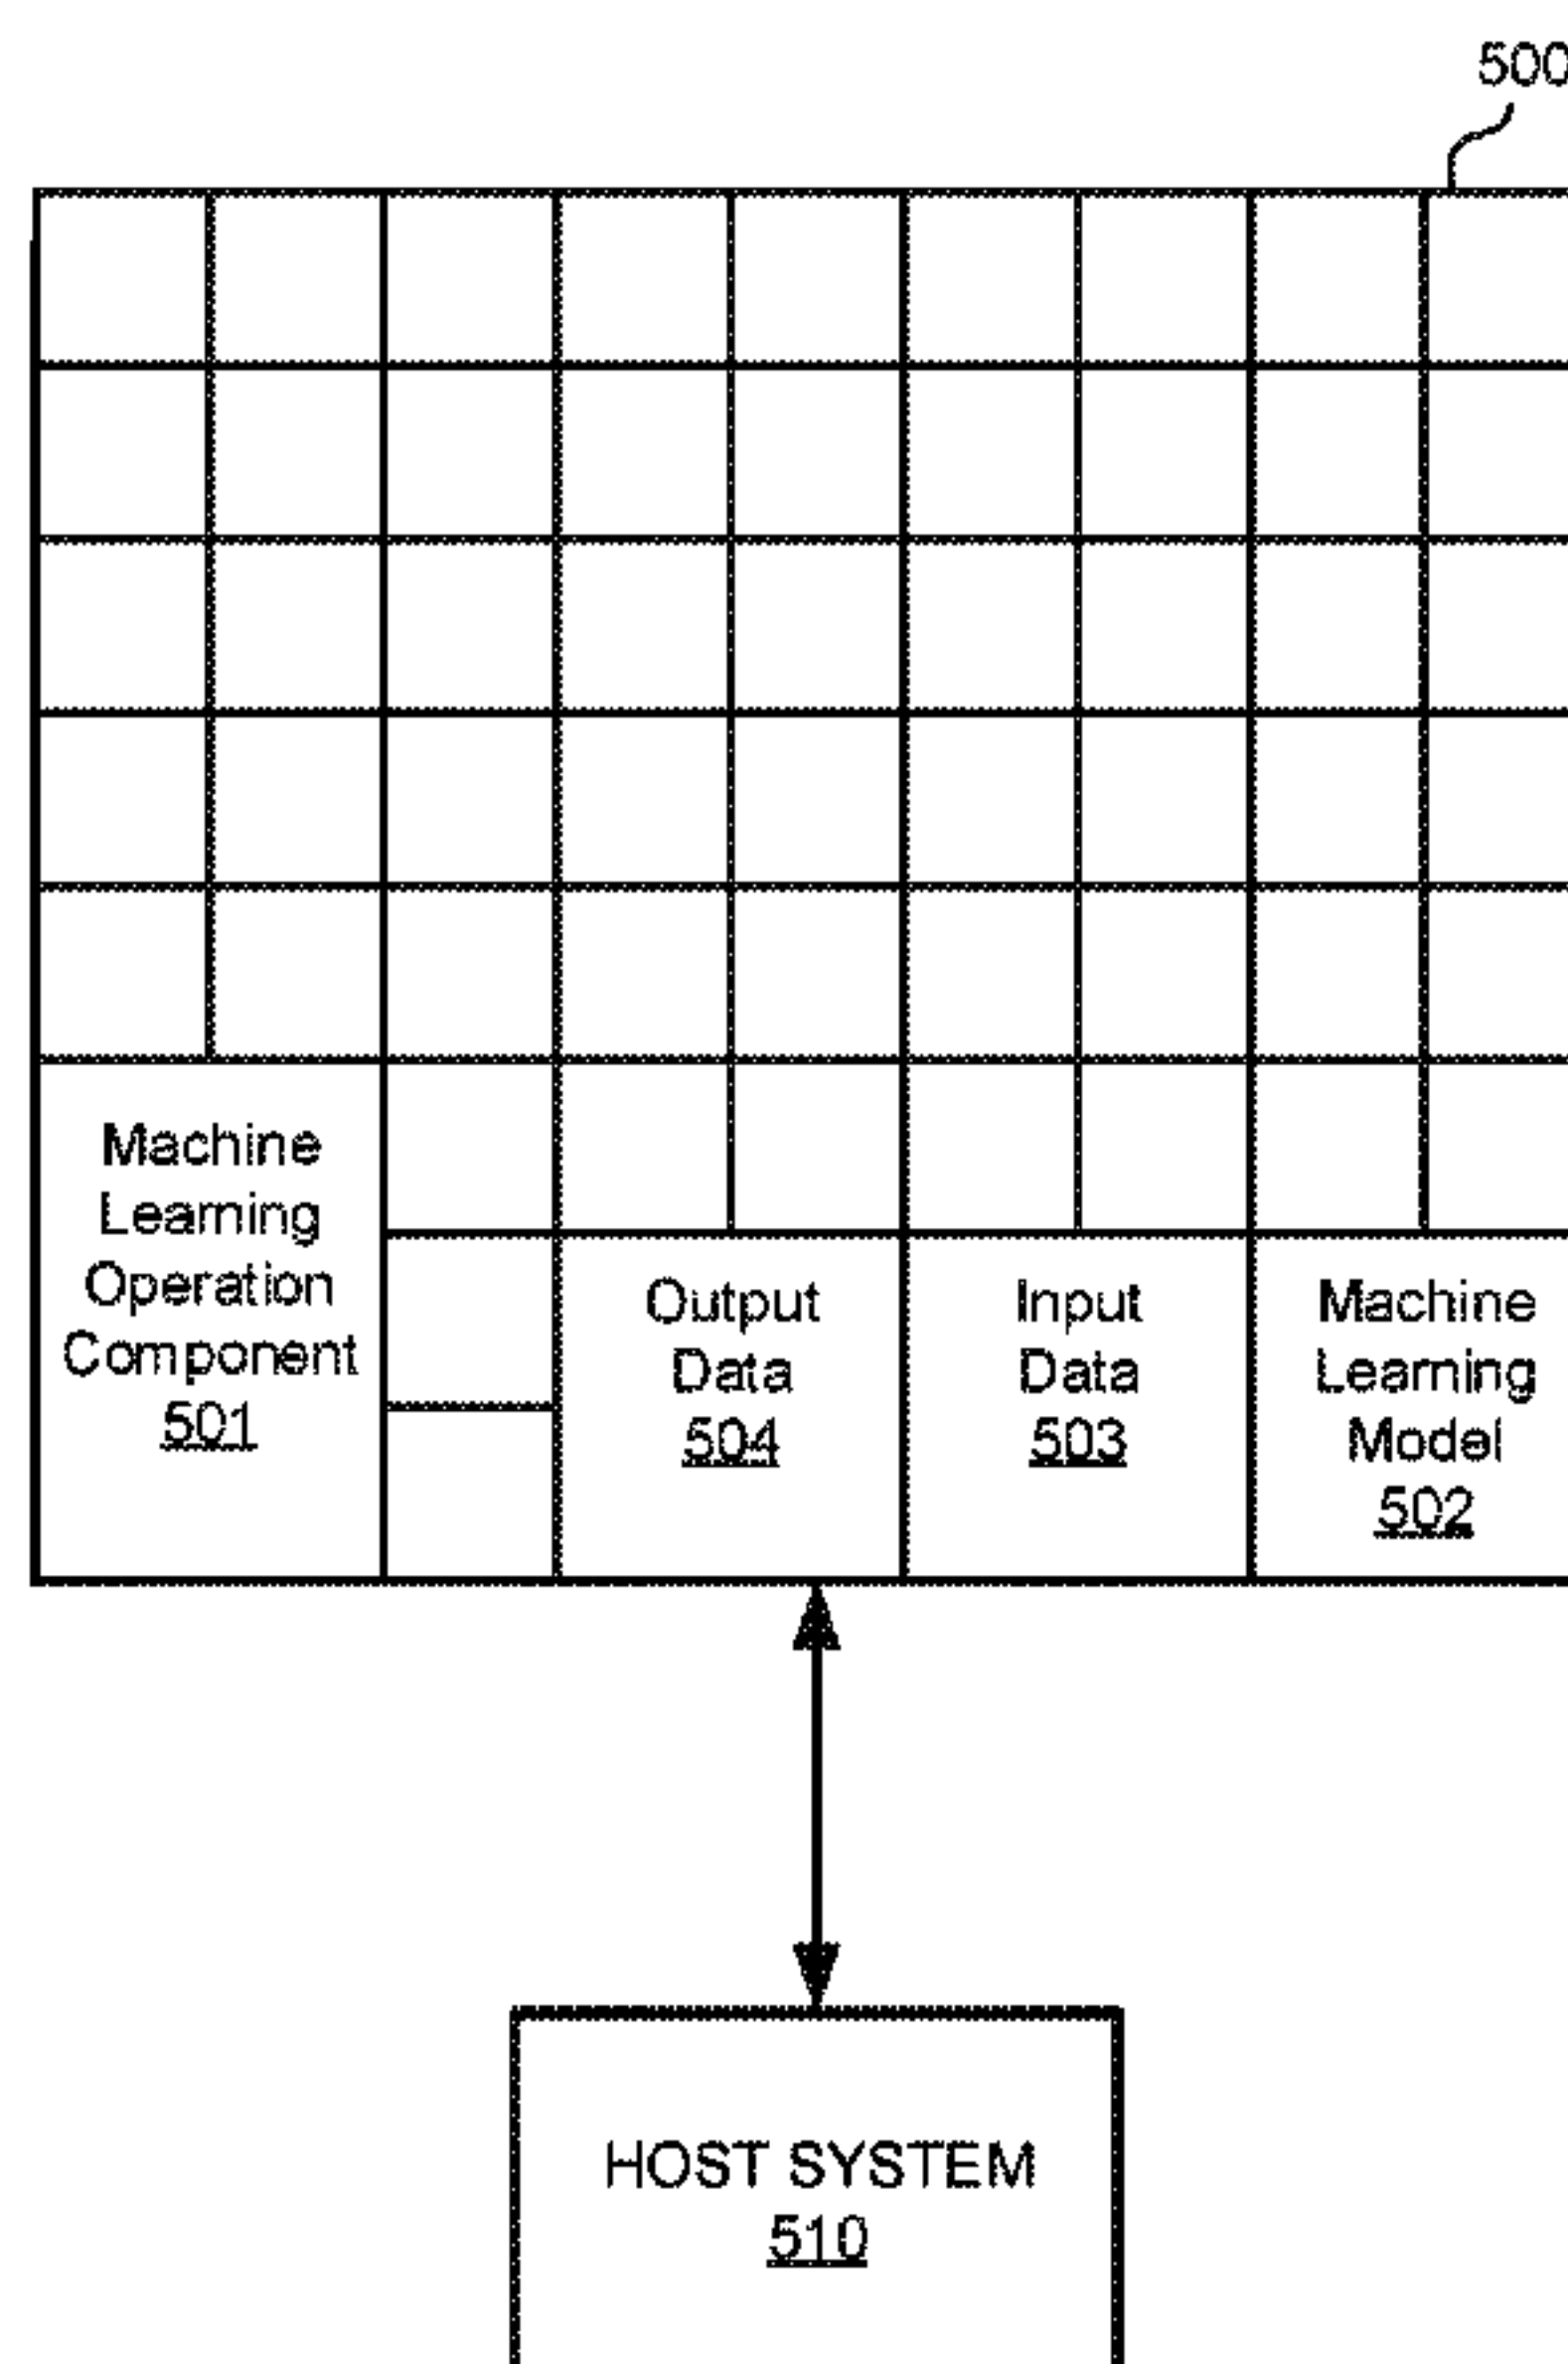 500
Machine
Learning
Operation
Component
501
Output
Data
504
Input
Data
503
Machine
Learning
Model
502
HOST SYSTEM
510